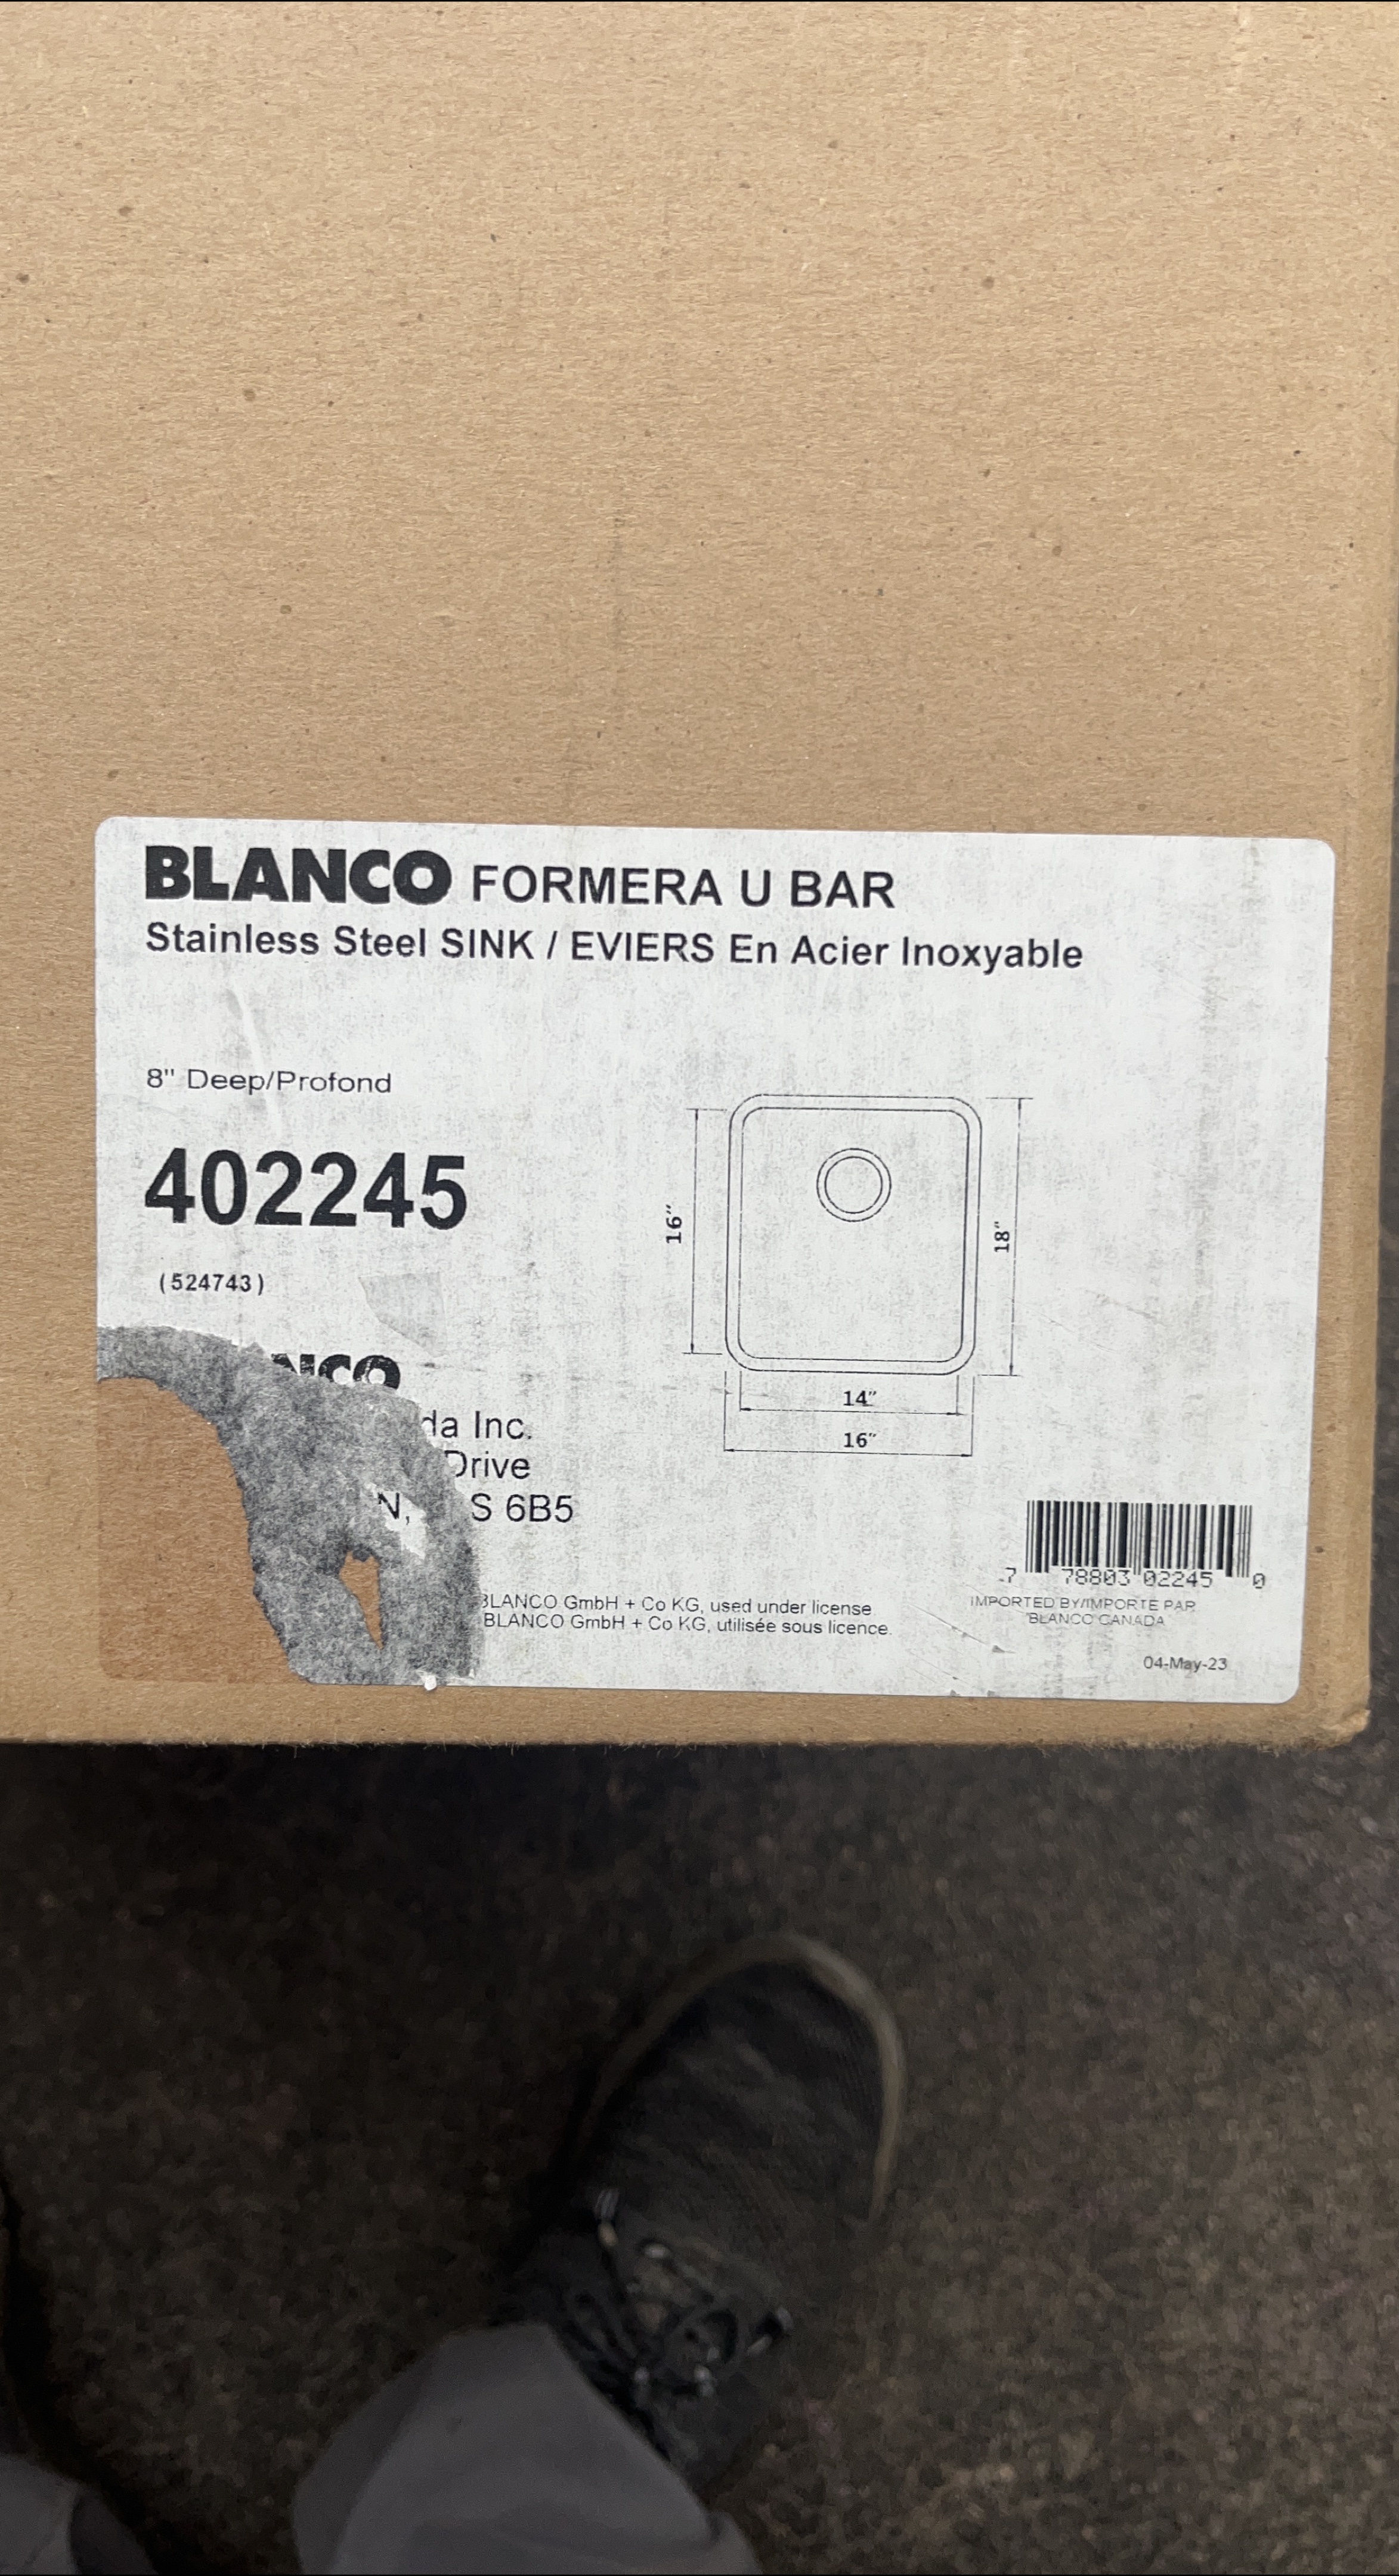 BLANCO FORMERA U BAR
Stainless Steel SINK / EVIERS En Acier Inoxyable
8" Deep/Profond
402245
(524743)
16"
18"
14"
16"
NCO
da Inc.
Drive
N, S 6B5
BLANCO GmbH + Co KG, used under license
BLANCO GmbH + Co KG, utilisée sous licence.
7 78803 02245 0
IMPORTED BY/IMPORTE PAR
BLANCO CANADA
04-May-23